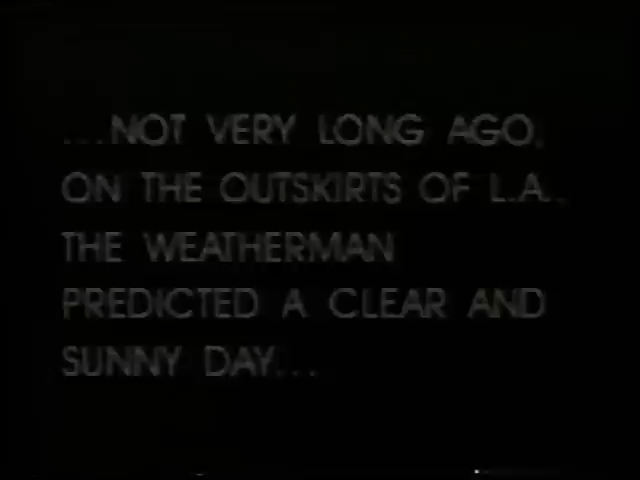 ...NOT VERY LONG AGO,
ON THE OUTSKIRTS OF L.A.,
THE WEATHERMAN
PREDICTED A CLEAR AND
SUNNY DAY...